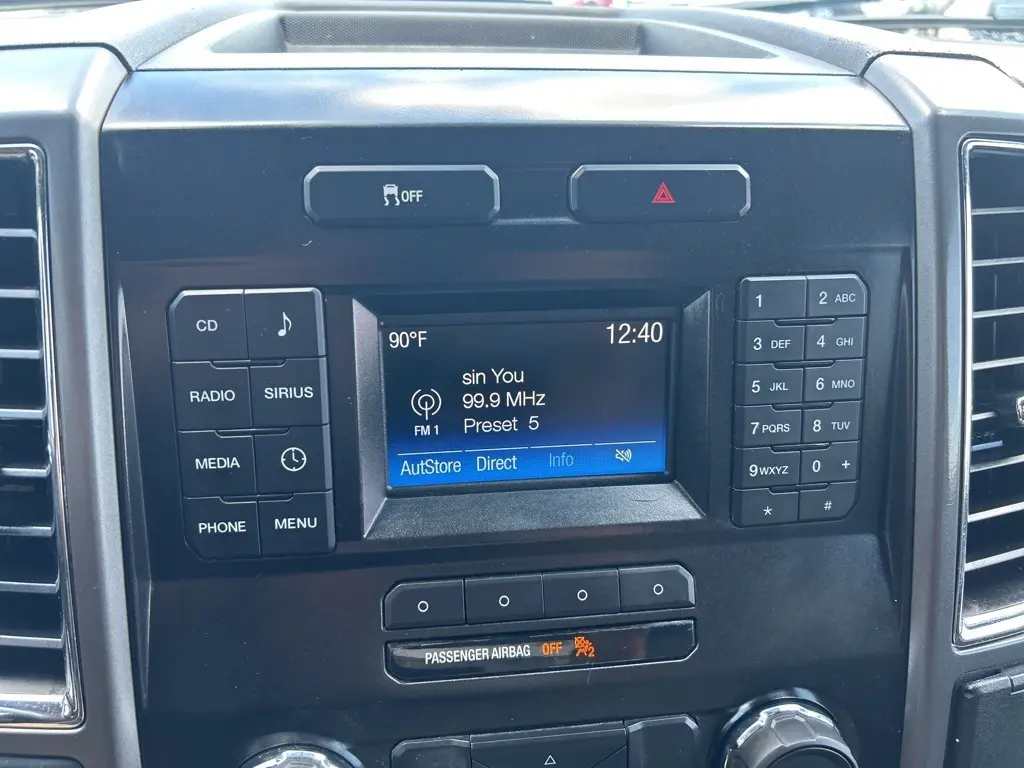 OFF
CD
RADIO SIRIUS
MEDIA
PHONE MENU
90°F 12:40
sin You
99.9 MHz
FM 1 Preset 5
AutStore Direct Info
1 2 ABC
3 DEF 4 GHI
5 JKL 6 MNO
7 PQRS 8 TUV
9 WXYZ 0 +
* #
PASSENGER AIRBAG OFF 2